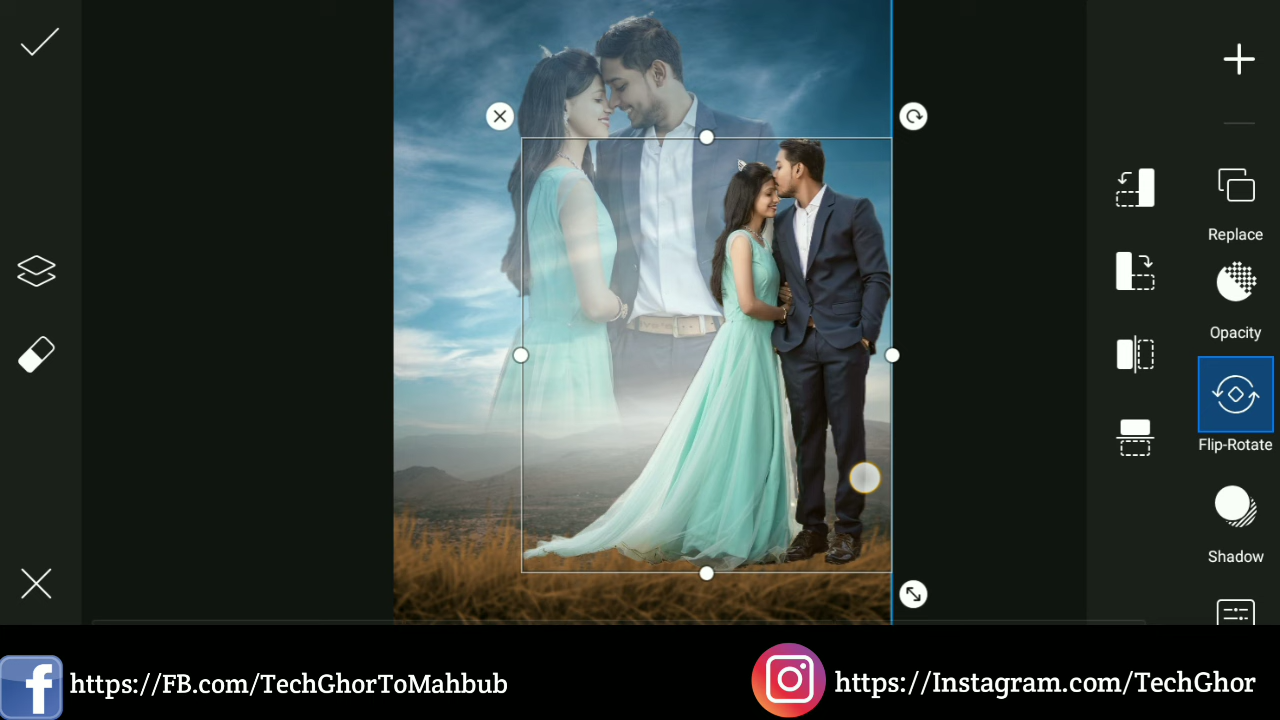 Replace
Opacity
Flip-Rotate
Shadow
https://FB.com/TechGhorToMahbub
https://Instagram.com/TechGhor